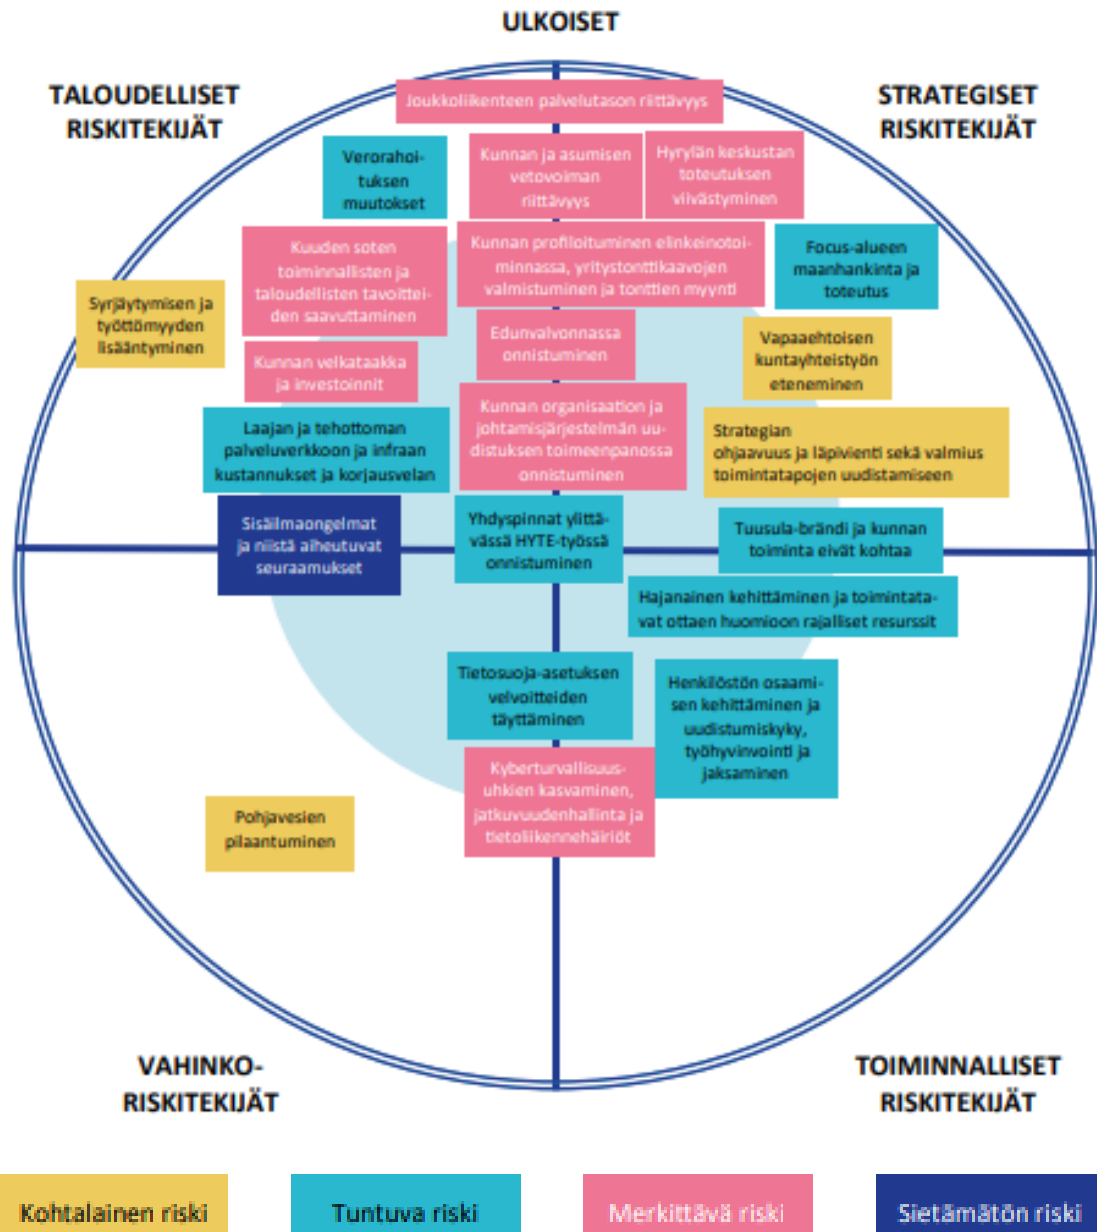 ULKOISET
TALOUDELLISET
RISKITEKIJÄT
STRATEGISET
RISKITEKIJÄT
Joukkoliikenteen palvelutason riittävyys
Verorahoi-
tuksen
muutokset
Kunnan ja asumisen
vetovoiman
riittävyys
Hyrylän keskustan
toteutuksen
viivästyminen
Kuuden soten
toiminnallisten ja
taloudellisten tavoittei-
den saavuttaminen
Kunnan profiloituminen elinkeinotoi-
minnassa, yritystonttikaavojen
valmistuminen ja tonttien myynti
Focus-alueen
maanhankinta ja
toteutus
Syrjäytymisen ja
työttömyyden
lisääntyminen
Edunvalvonnassa
onnistuminen
Vapaaehtoisen
kuntayhteistyön
eteneminen
Kunnan velkataakka
ja investoinnit
Kunnan organisaation ja
johtamisjärjestelmän uu-
distuksen toimeenpanossa
onnistuminen
Laajan ja tehottoman
palveluverkkoon ja infraan
kustannukset ja korjausvelan
Strategian
ohjaavuus ja läpivienti sekä valmius
toimintatapojen uudistamiseen
Sisäilmaongelmat
ja niistä aiheutuvat
seuraamukset
Yhdyspinnat ylittä-
vässä HYTE-työssä
onnistuminen
Tuusula-brändi ja kunnan
toiminta eivät kohtaa
Hajanainen kehittäminen ja toimintata-
vat ottaen huomioon rajalliset resurssit
Tietosuoja-asetuksen
velvoitteiden
täyttäminen
Henkilöstön osaami-
sen kehittäminen ja
uudistumiskyky,
työhyvinvointi ja
jaksaminen
Kyberturvallisuus-
uhkien kasvaminen,
jatkuvuudenhallinta ja
tietoliikennehäiriöt
Pohjavesien
pilaantuminen
VAHINKO-
RISKITEKIJÄT
TOIMINNALLISET
RISKITEKIJÄT
Kohtalainen riski
Tuntuva riski
Merkittävä riski
Sietämätön riski